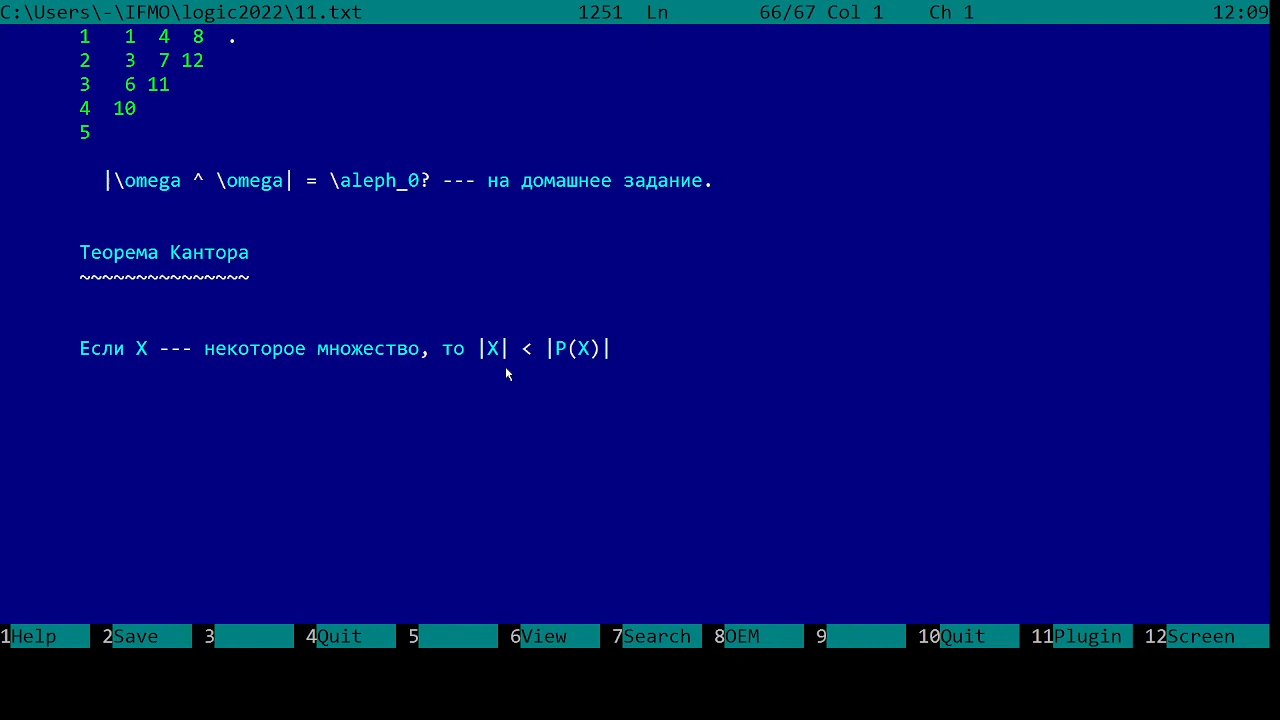 C:\Users\-\IFMO\logic2022\11.txt 1251 Ln 66/67 Col 1 Ch 1 12:09
1 1 4 8 .
2 3 7 12
3 6 11
4 10
5
|\omega ^ \omega| = \aleph_0? --- на домашнее задание.
Теорема Кантора
~~~~~~~~~~~~~~~
Если X --- некоторое множество, то |X| < |P(X)|
1Help 2Save 3 4Quit 5 6View 7Search 8OEM 9 10Quit 11Plugin 12Screen